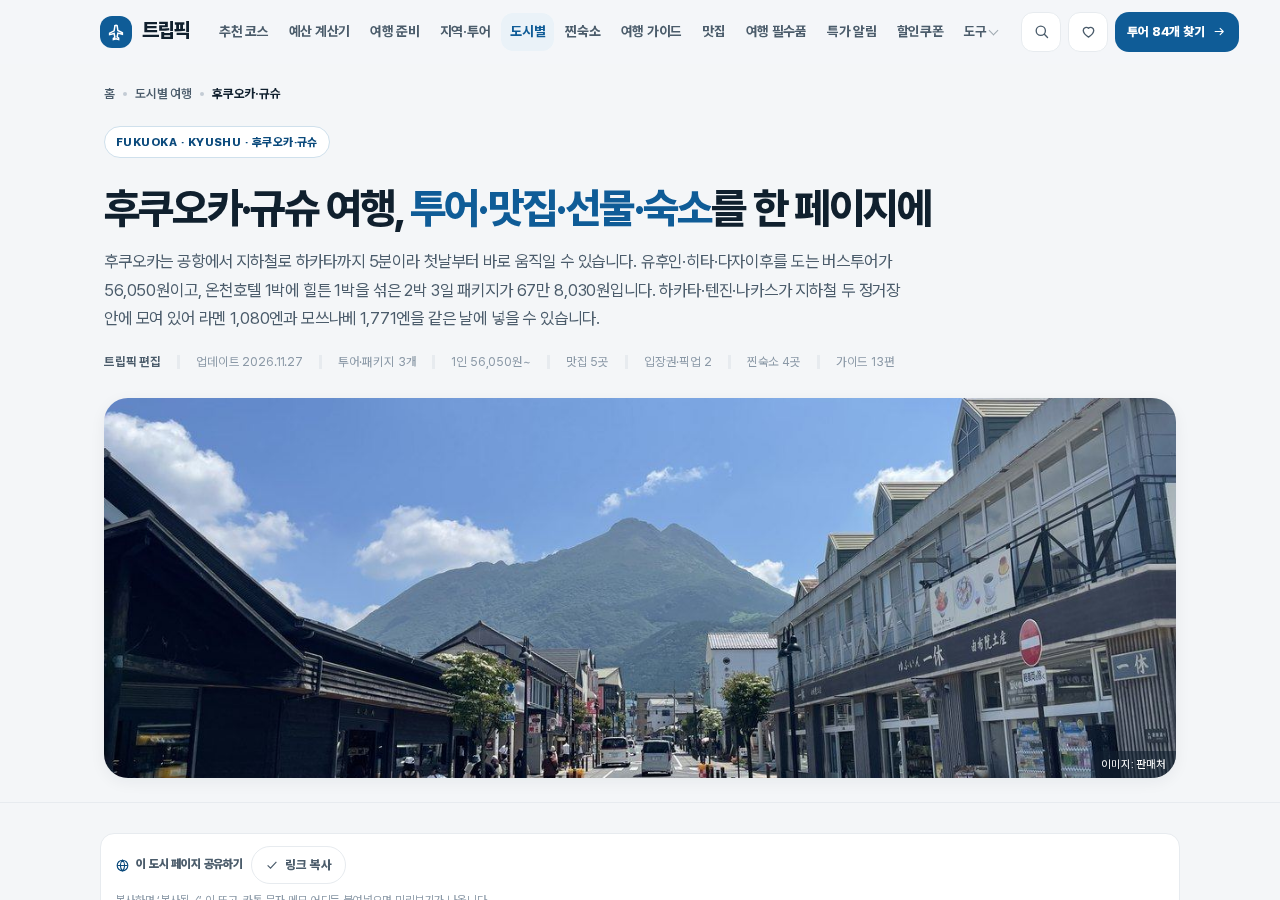 트립픽
추천 코스
예산 계산기
여행 준비
지역·투어
도시별
찐숙소
여행 가이드
맛집
여행 필수품
특가 알림
할인쿠폰
도구
투어 84개 찾기
홈 • 도시별 여행 • 후쿠오카·규슈
FUKUOKA · KYUSHU · 후쿠오카·규슈
후쿠오카·규슈 여행, 투어·맛집·선물·숙소를 한 페이지에
후쿠오카는 공항에서 지하철로 하카타까지 5분이라 첫날부터 바로 움직일 수 있습니다. 유후인·히타·다자이후를 도는 버스투어가
56,050원이고, 온천호텔 1박에 힐튼 1박을 섞은 2박 3일 패키지가 67만 8,030원입니다. 하카타·텐진·나카스가 지하철 두 정거장
안에 모여 있어 라멘 1,080엔과 모쓰나베 1,771엔을 같은 날에 넣을 수 있습니다.
트립픽 편집
업데이트 2026.11.27
투어·패키지 3개
1인 56,050원~
맛집 5곳
입장권·픽업 2
찐숙소 4곳
가이드 13편
ゆふいん 一休
由布院土産
一休
이미지: 판매처
이 도시 페이지 공유하기
링크 복사